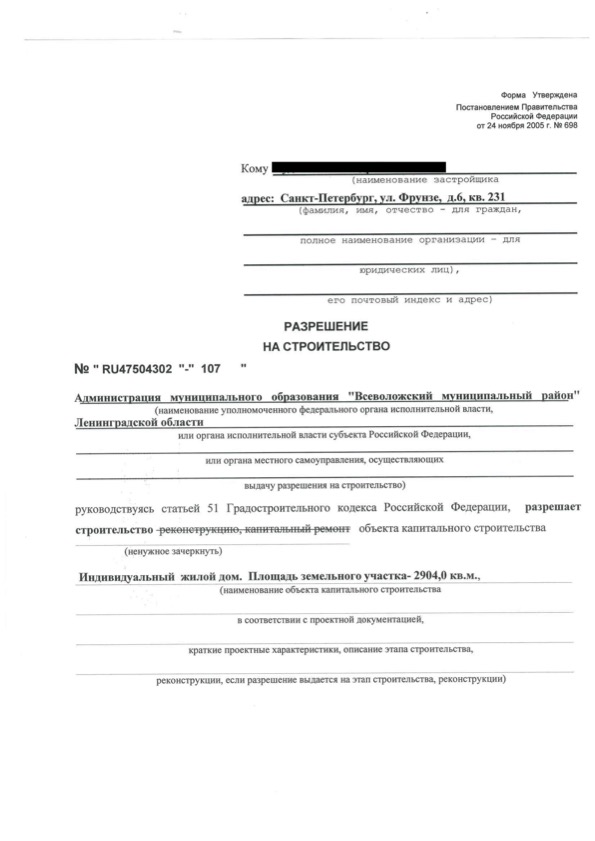 Форма Утверждена
Постановлением Правительства
Российской Федерации
от 24 ноября 2005 г. № 698
Кому
(наименование застройщика
адрес: Санкт-Петербург, ул. Фрунзе, д.6, кв. 231
(фамилия, имя, отчество – для граждан,
полное наименование организации – для
юридических лиц),
его почтовый индекс и адрес)
РАЗРЕШЕНИЕ
НА СТРОИТЕЛЬСТВО
№ " RU47504302 "-" 107 "
Администрация муниципального образования "Всеволожский муниципальный район"
(наименование уполномоченного федерального органа исполнительной власти,
Ленинградской области
или органа исполнительной власти субъекта Российской Федерации,
или органа местного самоуправления, осуществляющих
выдачу разрешения на строительство)
руководствуясь статьей 51 Градостроительного кодекса Российской Федерации, разрешает
строительство реконструкцию, капитальный ремонт объекта капитального строительства
(ненужное зачеркнуть)
Индивидуальный жилой дом. Площадь земельного участка- 2904,0 кв.м.,
(наименование объекта капитального строительства
в соответствии с проектной документацией,
краткие проектные характеристики, описание этапа строительства,
реконструкции, если разрешение выдается на этап строительства, реконструкции)